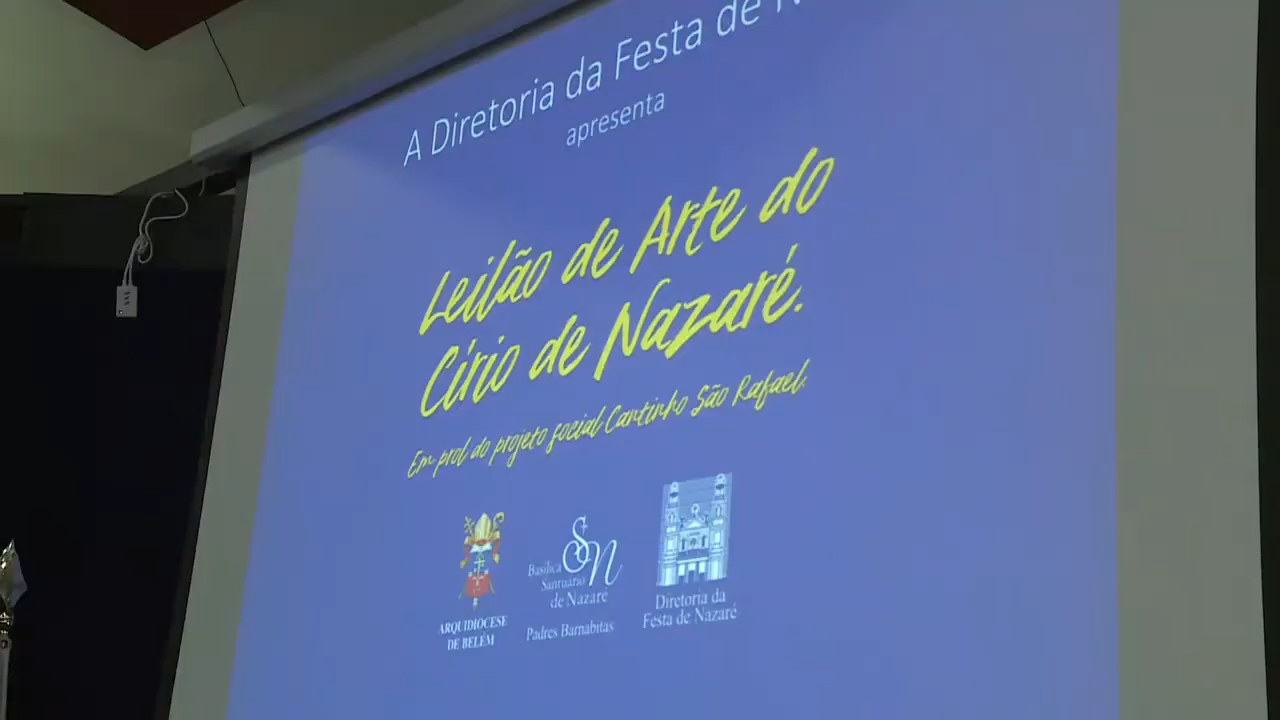 A Diretoria da Festa de
apresenta
Leilão de Arte do
Círio de Nazaré.
Em prol do projeto social Cantinho São Rafael.
ARQUIDIOCESE
DE BELÉM
SN
Basílica
Santuário
de Nazaré
Padres Barnabitas
Diretoria da
Festa de Nazaré